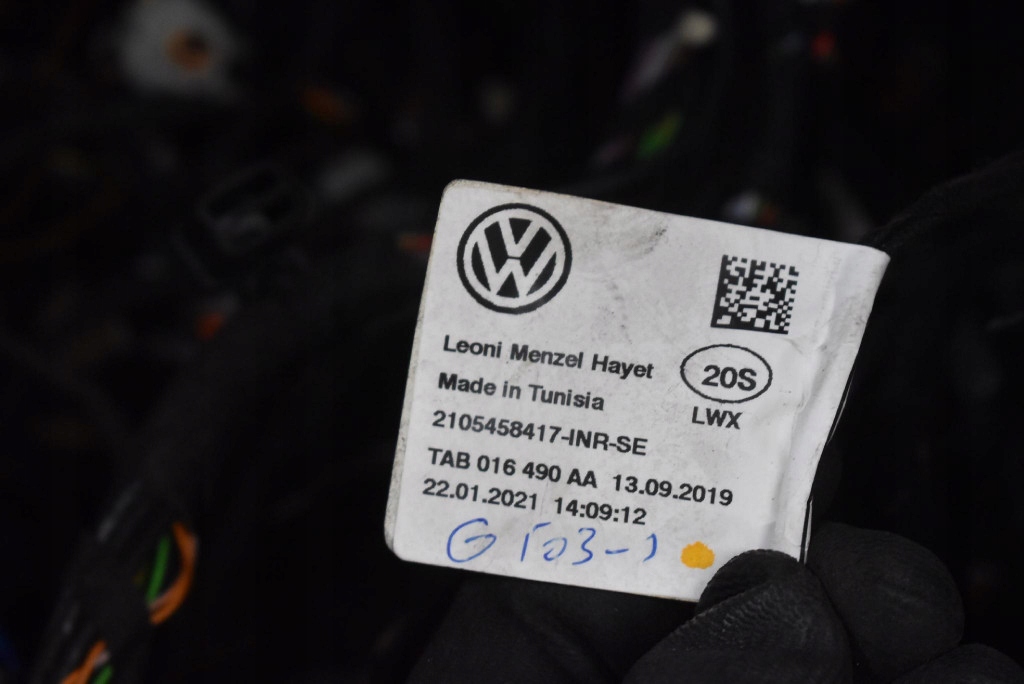 Leoni Menzel Hayet
Made in Tunisia
20S
LWX
2105458417-INR-SE
TAB 016 490 AA 13.09.2019
22.01.2021 14:09:12